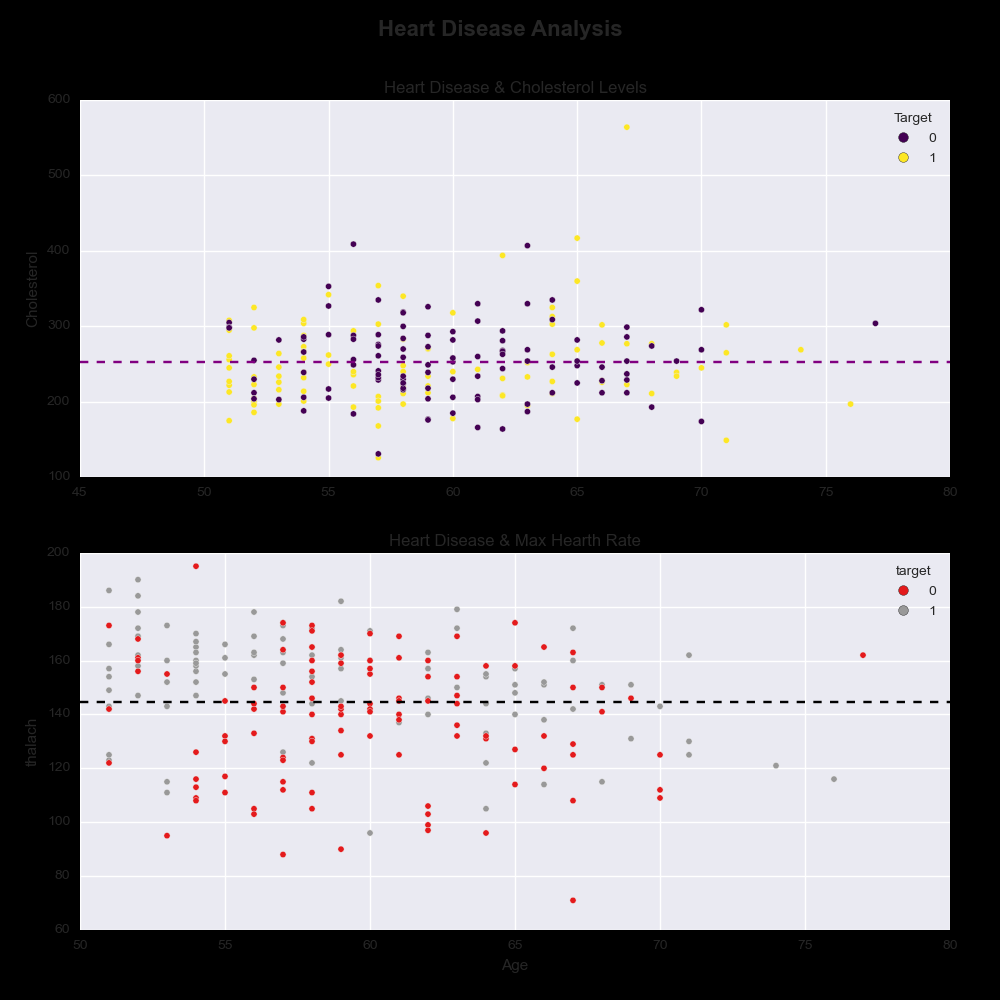 Heart Disease Analysis
Heart Disease & Cholesterol Levels
600
500
400
300
200
100
Cholesterol
Target
0
1
45 50 55 60 65 70 75 80
Heart Disease & Max Hearth Rate
200
180
160
140
120
100
80
60
thalach
target
0
1
50 55 60 65 70 75 80
Age